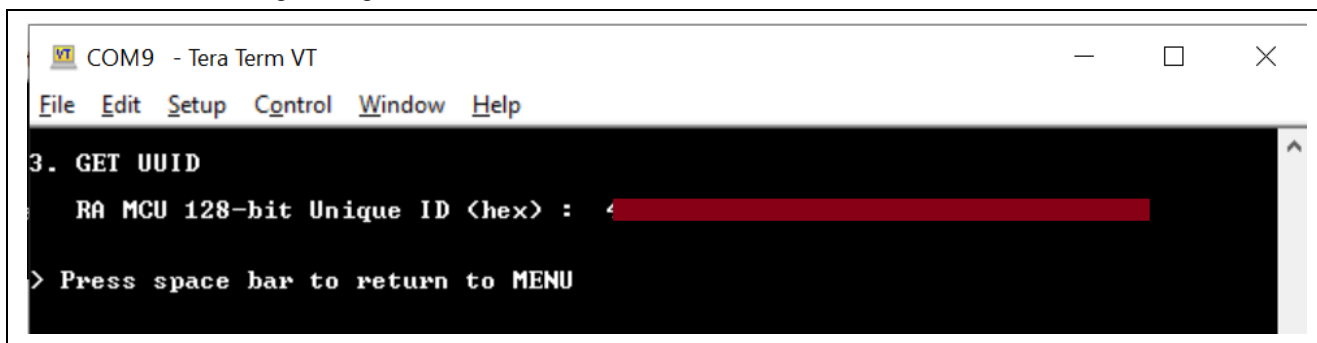 COM9 - Tera Term VT
File Edit Setup Control Window Help
3. GET UUID
RA MCU 128-bit Unique ID (hex) :
> Press space bar to return to MENU